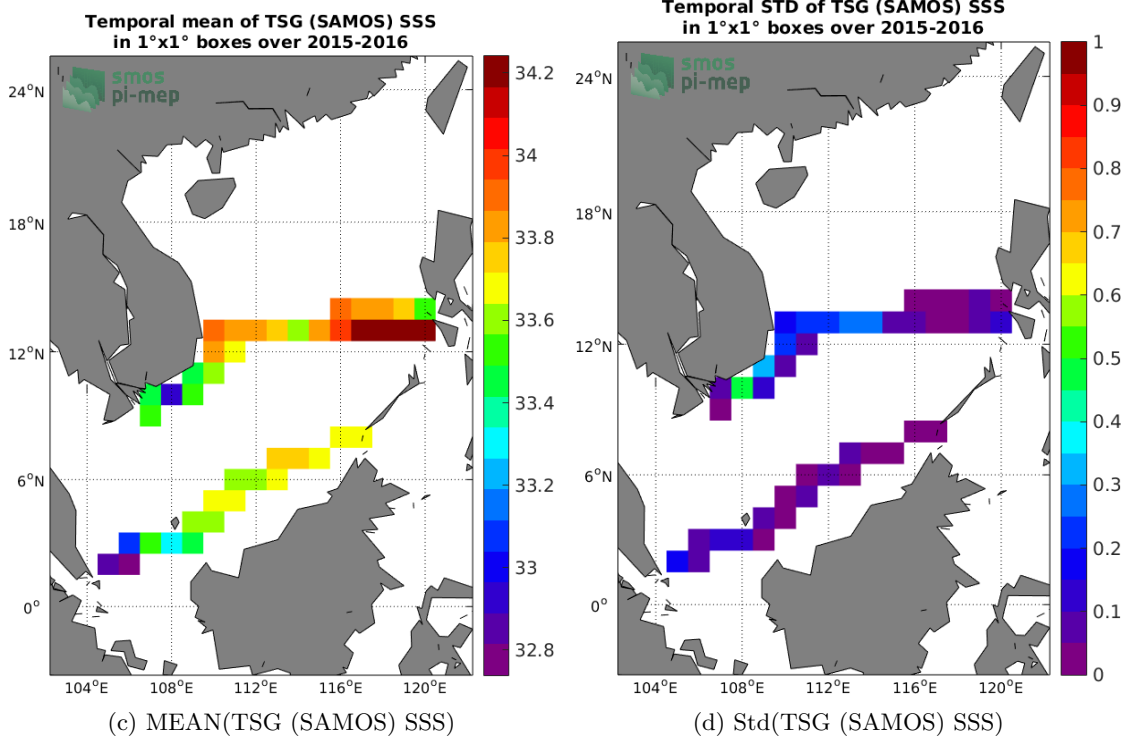 Temporal mean of TSG (SAMOS) SSS
in 1°x1° boxes over 2015-2016
smos
pi-mep
24°N
18°N
12°N
6°N
0°
104°E 108°E 112°E 116°E 120°E
34.2
34
33.8
33.6
33.4
33.2
33
32.8
(c) MEAN(TSG (SAMOS) SSS)
Temporal STD of TSG (SAMOS) SSS
in 1°x1° boxes over 2015-2016
smos
pi-mep
24°N
18°N
12°N
6°N
0°
104°E 108°E 112°E 116°E 120°E
1
0.9
0.8
0.7
0.6
0.5
0.4
0.3
0.2
0.1
0
(d) Std(TSG (SAMOS) SSS)